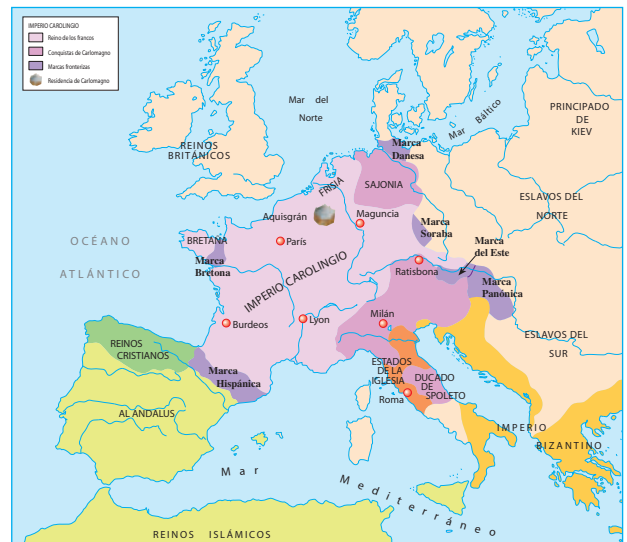 IMPERIO CAROLINGIO
Reino de los francos
Conquistas de Carlomagno
Marcas fronterizas
Residencia de Carlomagno
Mar del
Norte
Mar Báltico
PRINCIPADO
DE
KIEV
REINOS
BRITÁNICOS
Marca
Danesa
FRISIA
SAJONIA
ESLAVOS DEL
NORTE
Aquisgrán
Maguncia
Marca
Soraba
OCÉANO
ATLÁNTICO
BRETAÑA
París
Marca
Bretona
Marca
del Este
Ratisbona
IMPERIO CAROLINGIO
Marca
Panónica
Burdeos
Lyon
Milán
ESLAVOS DEL
SUR
REINOS
CRISTIANOS
Marca
Hispánica
ESTADOS
DE LA
IGLESIA
DUCADO
DE
SPOLETO
Roma
AL ANDALUS
IMPERIO
BIZANTINO
Mar
Mediterráneo
REINOS ISLÁMICOS